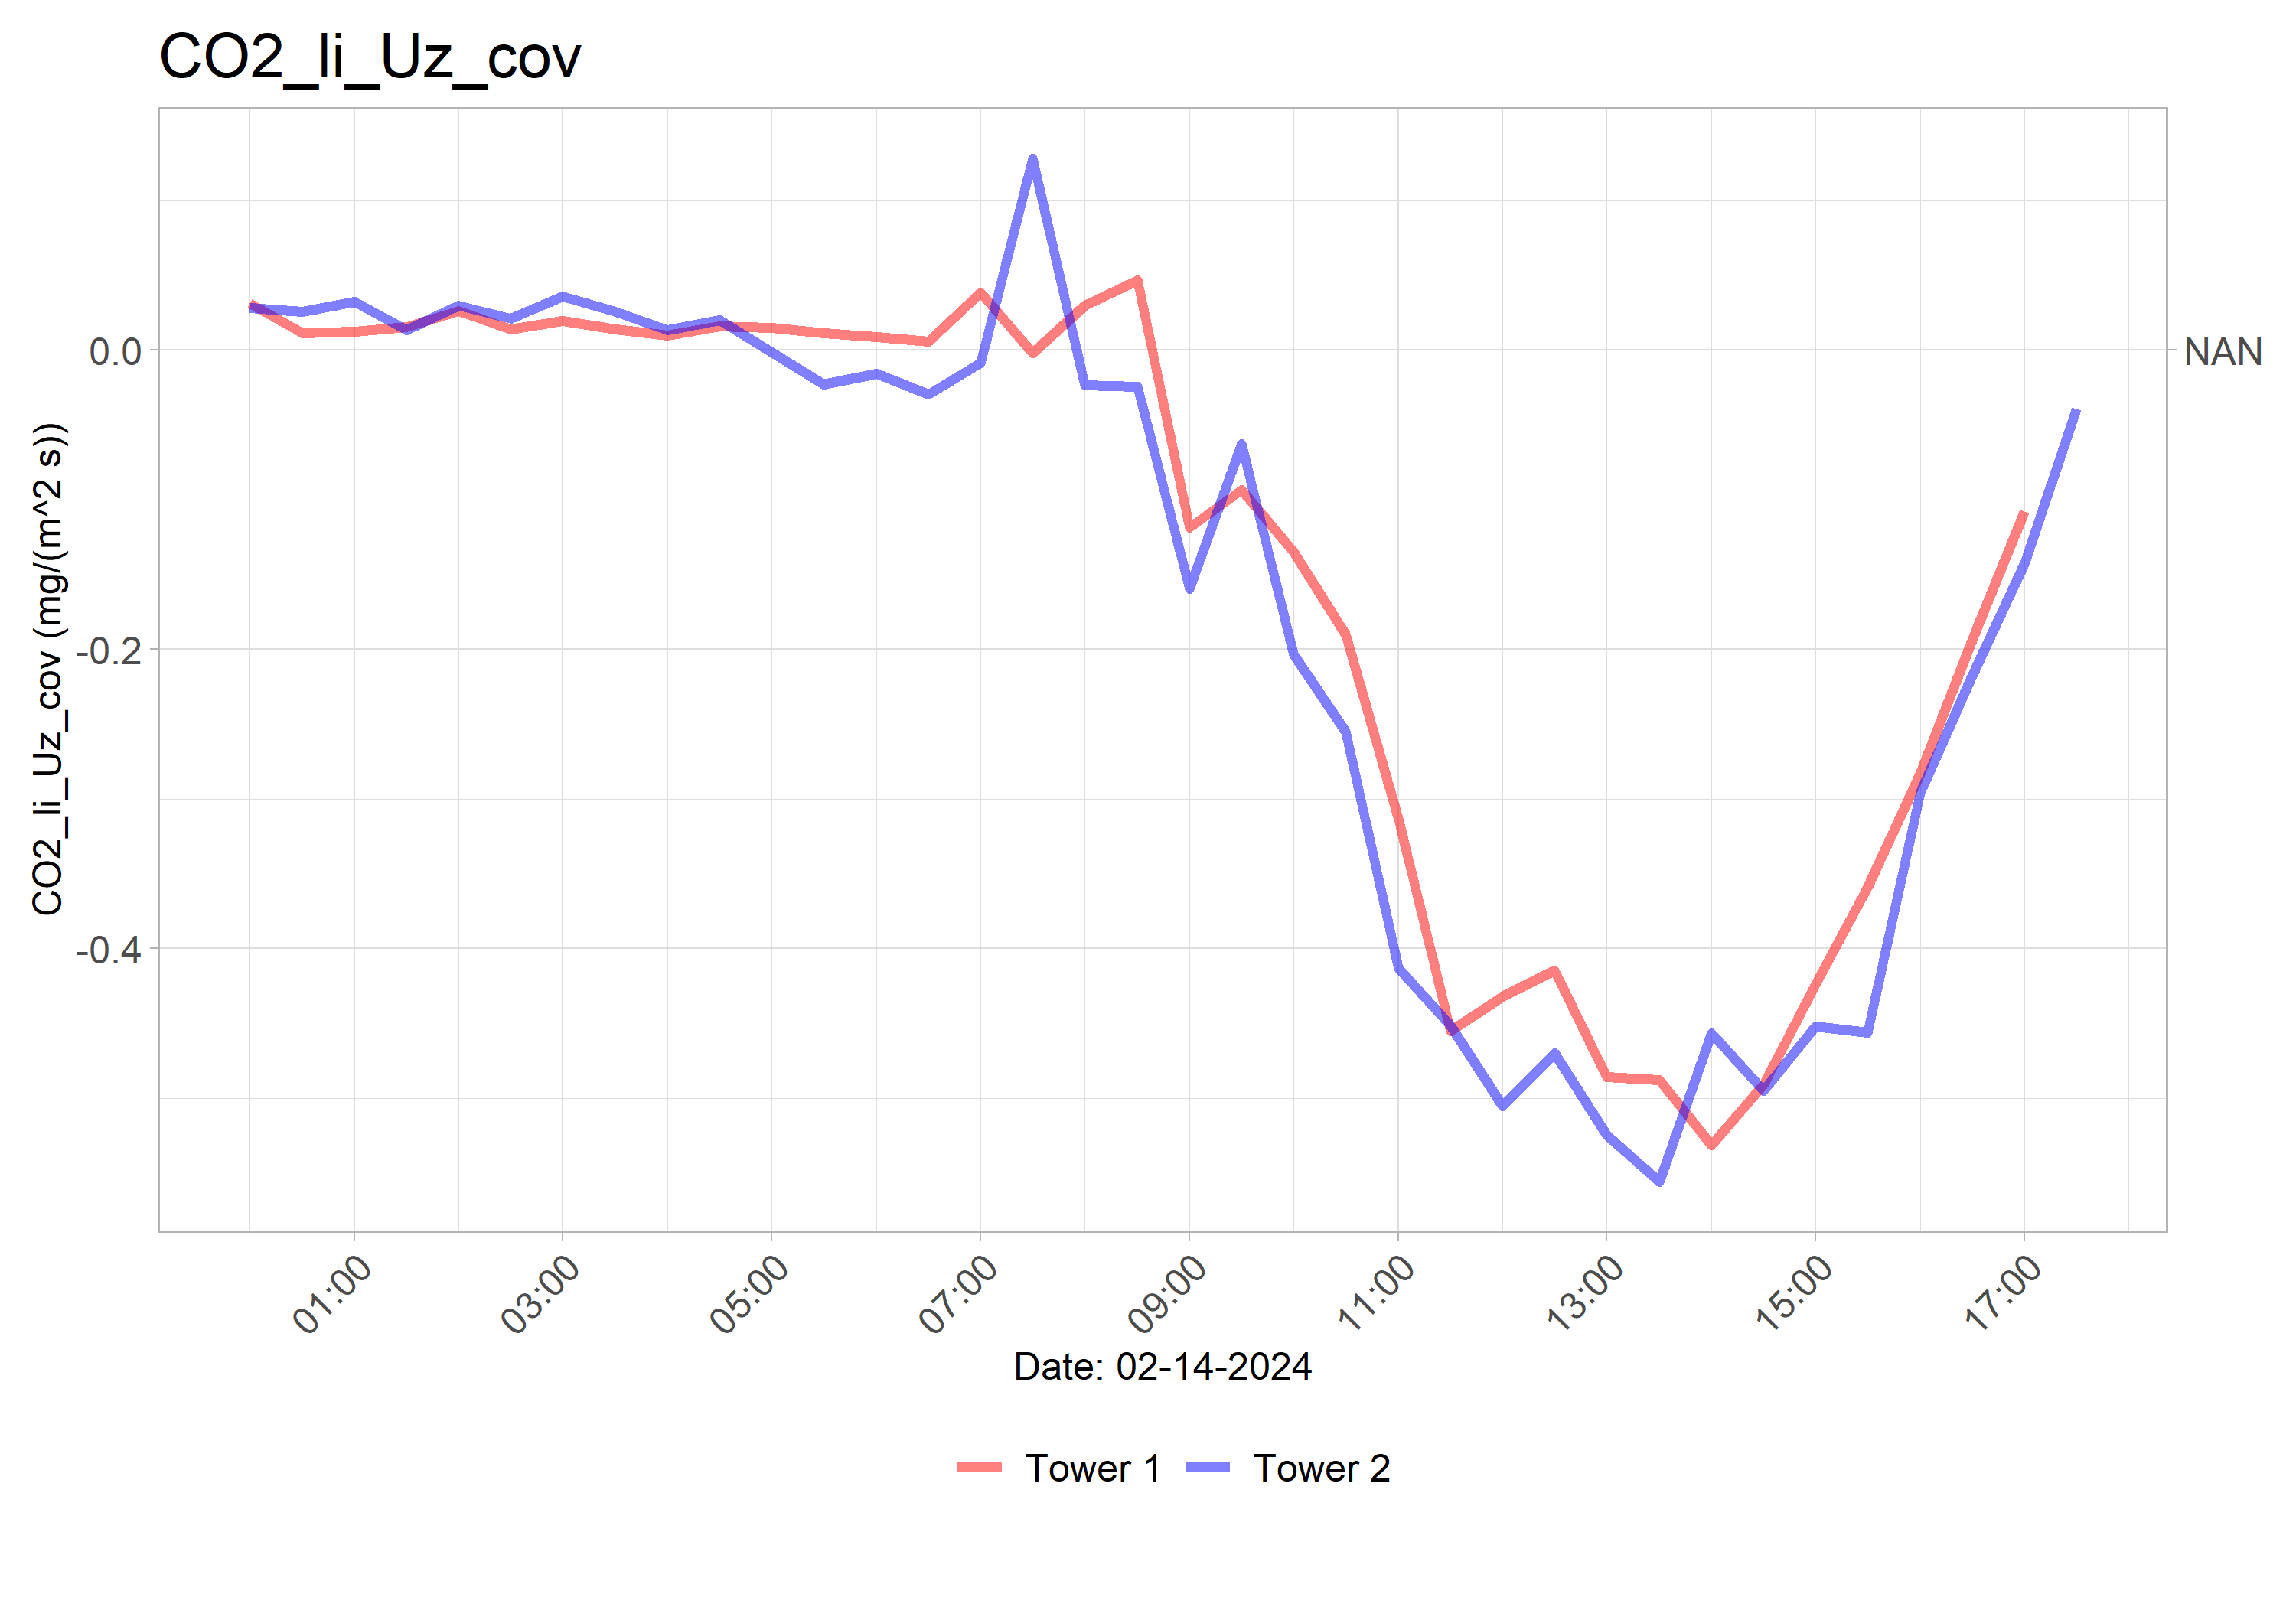 CO2_li_Uz_cov
CO2_li_Uz_cov (mg/(m^2 s))
0.0
-0.2
-0.4
NAN
01:00
03:00
05:00
07:00
09:00
11:00
13:00
15:00
17:00
Date: 02-14-2024
Tower 1
Tower 2